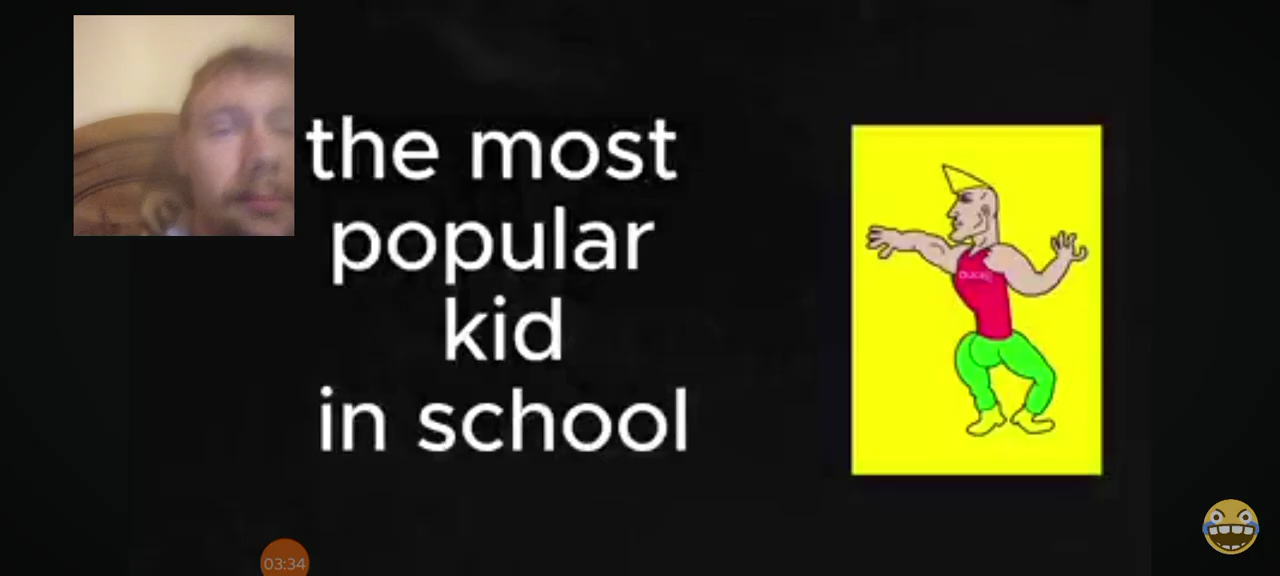 the most
popular
kid
in school
03:34